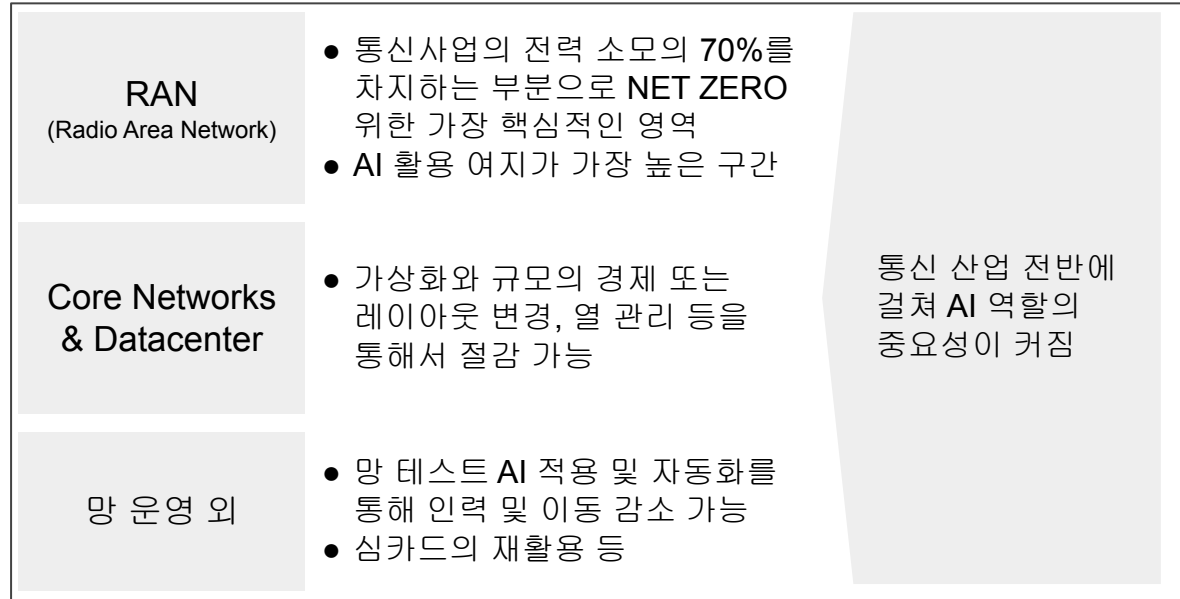 RAN
(Radio Area Network)
● 통신사업의 전력 소모의 70%를
차지하는 부분으로 NET ZERO
위한 가장 핵심적인 영역
● AI 활용 여지가 가장 높은 구간
Core Networks
& Datacenter
● 가상화와 규모의 경제 또는
레이아웃 변경, 열 관리 등을
통해서 절감 가능
망 운영 외
● 망 테스트 AI 적용 및 자동화를
통해 인력 및 이동 감소 가능
● 심카드의 재활용 등
통신 산업 전반에
걸쳐 AI 역할의
중요성이 커짐